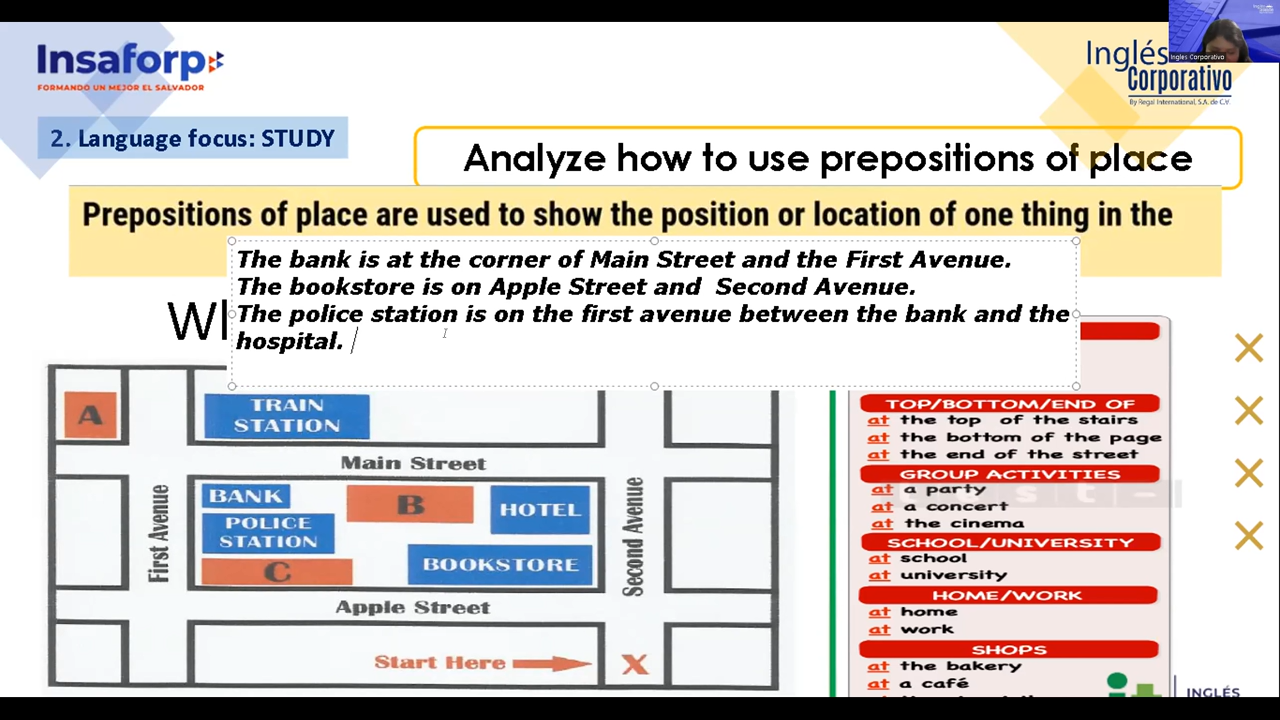 Insaforp
FORMANDO UN MEJOR EL SALVADOR
Inglés
Corporativo
By Regal International, S.A. de C.V.
Ingles Corporativo
2. Language focus: STUDY
Analyze how to use prepositions of place
Prepositions of place are used to show the position or location of one thing in the
The bank is at the corner of Main Street and the First Avenue.
The bookstore is on Apple Street and Second Avenue.
The police station is on the first avenue between the bank and the
hospital.
A
TRAIN
STATION
Main Street
First Avenue
BANK
B
HOTEL
POLICE
STATION
C
BOOKSTORE
Second Avenue
Apple Street
Start Here
X
TOP/BOTTOM/END OF
at the top of the stairs
at the bottom of the page
at the end of the street
GROUP ACTIVITIES
at a party
at a concert
at the cinema
SCHOOL/UNIVERSITY
at school
at university
HOME/WORK
at home
at work
SHOPS
at the bakery
at a café
INGLÉS